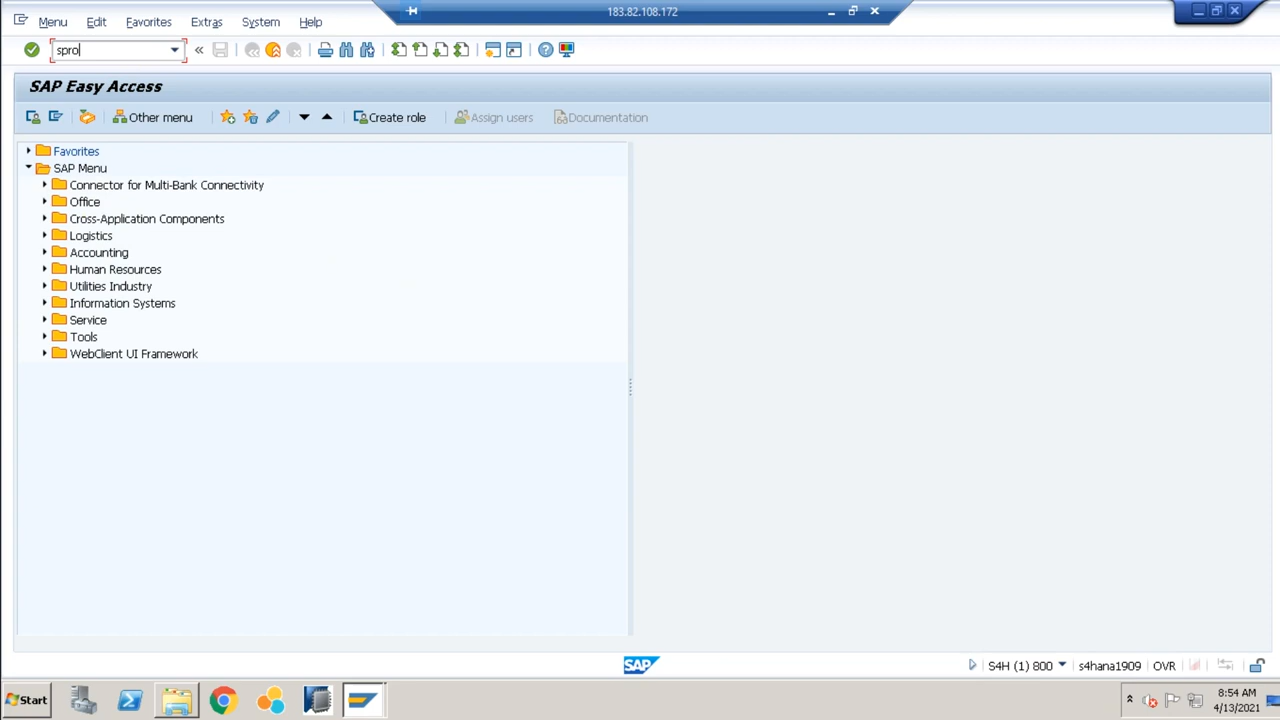 183.82.108.172
Menu Edit Favorites Extras System Help
spro
SAP Easy Access
Other menu Create role Assign users Documentation
Favorites
SAP Menu
Connector for Multi-Bank Connectivity
Office
Cross-Application Components
Logistics
Accounting
Human Resources
Utilities Industry
Information Systems
Service
Tools
WebClient UI Framework
SAP
S4H (1) 800 s4hana1909 OVR
Start
8:54 AM
4/13/2021